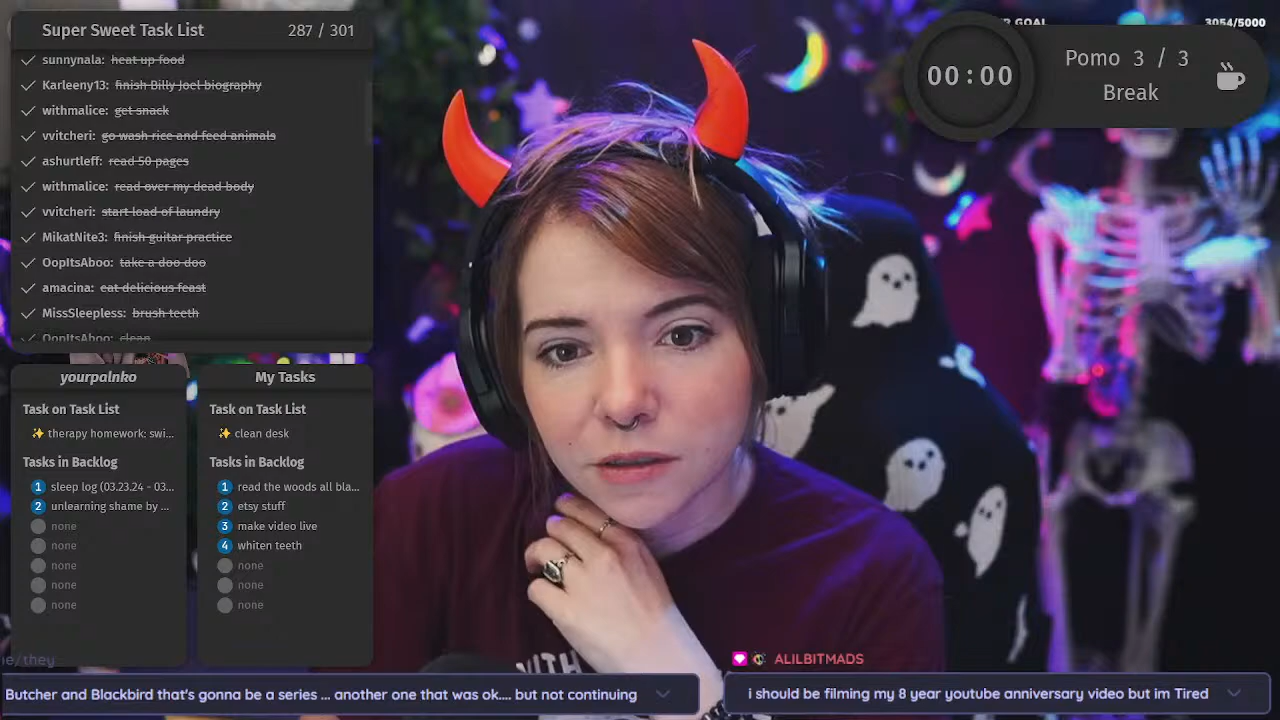 Super Sweet Task List 287 / 301
sunnynala: heat up food
Karleeny13: finish Billy Joel biography
withmalice: get snack
vvitcheri: go wash rice and feed animals
ashurtleff: read 50 pages
withmalice: read over my dead body
vvitcheri: start load of laundry
MikatNite3: finish guitar practice
OopItsAboo: take a doo doo
amacina: eat delicious feast
MissSleepless: brush teeth
OopItsAboo: clean
yourpalnko
Task on Task List
✨ therapy homework: swi...
Tasks in Backlog
1 sleep log (03.23.24 - 03...
2 unlearning shame by ...
none
none
none
none
none
My Tasks
Task on Task List
✨ clean desk
Tasks in Backlog
1 read the woods all bla...
2 etsy stuff
3 make video live
4 whiten teeth
none
none
none
GOAL 3054/5000
00:00
Pomo 3 / 3
Break
WITH
e/they
Butcher and Blackbird that's gonna be a series ... another one that was ok.... but not continuing
ALILBITMADS
i should be filming my 8 year youtube anniversary video but im Tired